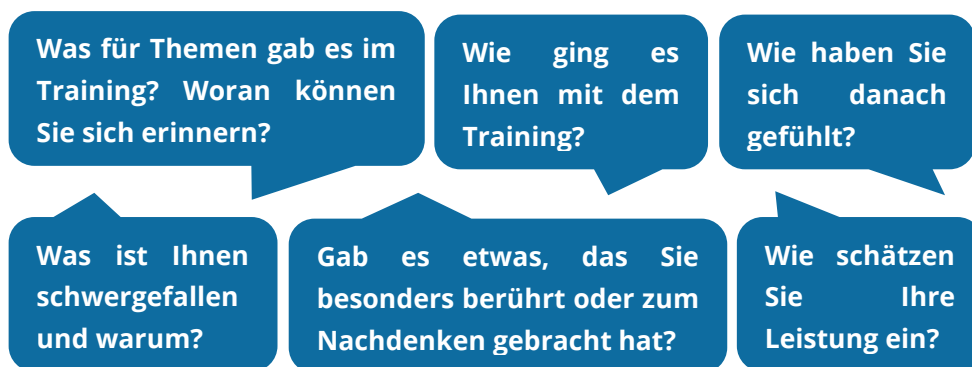 Was für Themen gab es im
Training? Woran können
Sie sich erinnern?
Wie ging es
Ihnen mit dem
Training?
Wie haben Sie
sich danach
gefühlt?
Was ist Ihnen
schwergefallen
und warum?
Gab es etwas, das Sie
besonders berührt oder zum
Nachdenken gebracht hat?
Wie schätzen
Sie Ihre
Leistung ein?